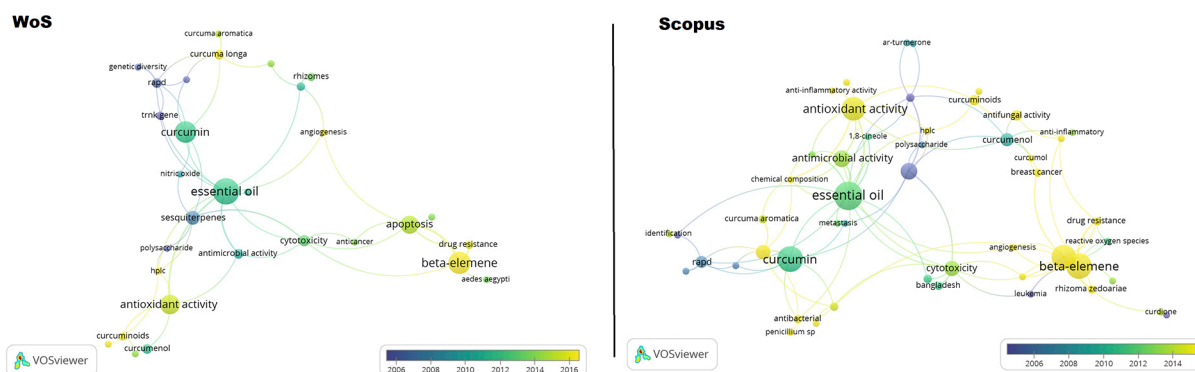 WoS
curcuma aromatica
curcuma longa
genetic diversity
rapd
rhizomes
trnk gene
curcumin
angiogenesis
nitric oxide
essential oil
sesquiterpenes
apoptosis
polysaccharide
antimicrobial activity
cytotoxicity
anticancer
drug resistance
beta-elemene
hplc
aedes aegypti
antioxidant activity
curcuminoids
curcumenol
VOSviewer
2006 2008 2010 2012 2014 2016
Scopus
ar-turmerone
anti-inflammatory activity
curcuminoids
antioxidant activity
antifungal activity
1,8-cineole
hplc
anti-inflammatory
polysaccharide
curcumenol
antimicrobial activity
curcumol
chemical composition
breast cancer
essential oil
curcuma aromatica
metastasis
drug resistance
identification
reactive oxygen species
angiogenesis
rapd
curcumin
cytotoxicity
beta-elemene
bangladesh
leukemia
rhizoma zedoariae
curdione
antibacterial
penicillium sp
VOSviewer
2006 2008 2010 2012 2014